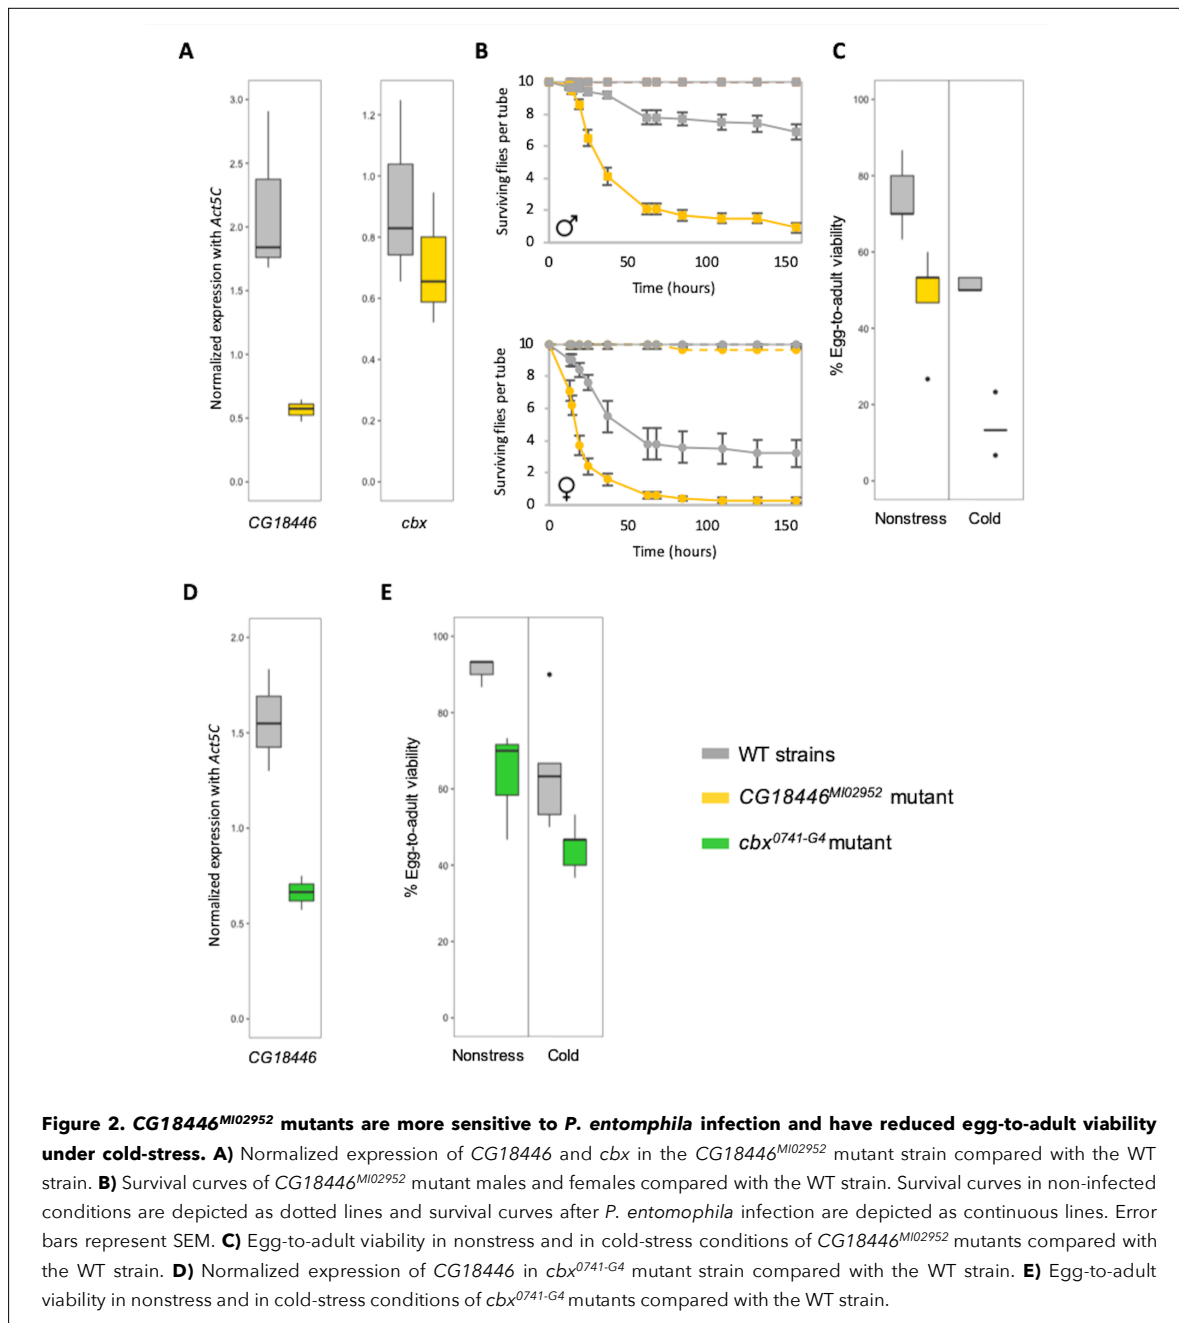 A
B
C
Normalized expression with Act5C
3.0
2.5
2.0
1.5
1.0
0.5
0.0
CG18446
1.2
1.0
0.8
0.6
0.4
0.2
0.0
cbx
Surviving flies per tube
10
8
6
4
2
0
♂
0 50 100 150
Time (hours)
Surviving flies per tube
10
8
6
4
2
0
♀
0 50 100 150
Time (hours)
% Egg-to-adult viability
100
80
60
40
20
0
Nonstress Cold
D
E
Normalized expression with Act5C
2.0
1.5
1.0
0.5
0.0
CG18446
% Egg-to-adult viability
100
80
60
40
20
0
Nonstress Cold
WT strains
CG18446MI02952 mutant
cbx0741-G4 mutant
Figure 2. CG18446MI02952 mutants are more sensitive to P. entomphila infection and have reduced egg-to-adult viability
under cold-stress. A) Normalized expression of CG18446 and cbx in the CG18446MI02952 mutant strain compared with the WT
strain. B) Survival curves of CG18446MI02952 mutant males and females compared with the WT strain. Survival curves in non-infected
conditions are depicted as dotted lines and survival curves after P. entomophila infection are depicted as continuous lines. Error
bars represent SEM. C) Egg-to-adult viability in nonstress and in cold-stress conditions of CG18446MI02952 mutants compared with
the WT strain. D) Normalized expression of CG18446 in cbx0741-G4 mutant strain compared with the WT strain. E) Egg-to-adult
viability in nonstress and in cold-stress conditions of cbx0741-G4 mutants compared with the WT strain.